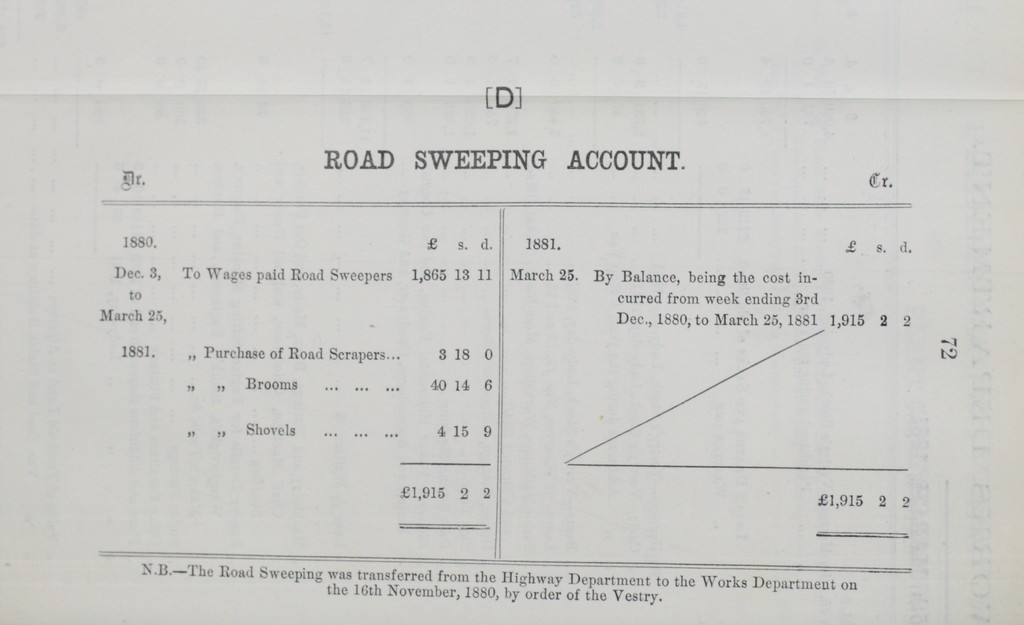 [D]
ROAD SWEEPING ACCOUNT.
Dr. Cr.
1880. £ s. d.
Dec. 3, To Wages paid Road Sweepers 1,865 13 11
to
March 25,
1881. „ Purchase of Road Scrapers... 3 18 0
„ „ Brooms ... ... ... 40 14 6
„ „ Shovels ... ... ... 4 15 9
£1,915 2 2
1881. £ s. d.
March 25. By Balance, being the cost in-
curred from week ending 3rd
Dec., 1880, to March 25, 1881 1,915 2 2
£1,915 2 2
N.B.—The Road Sweeping was transferred from the Highway Department to the Works Department on
the 16th November, 1880, by order of the Vestry.
72